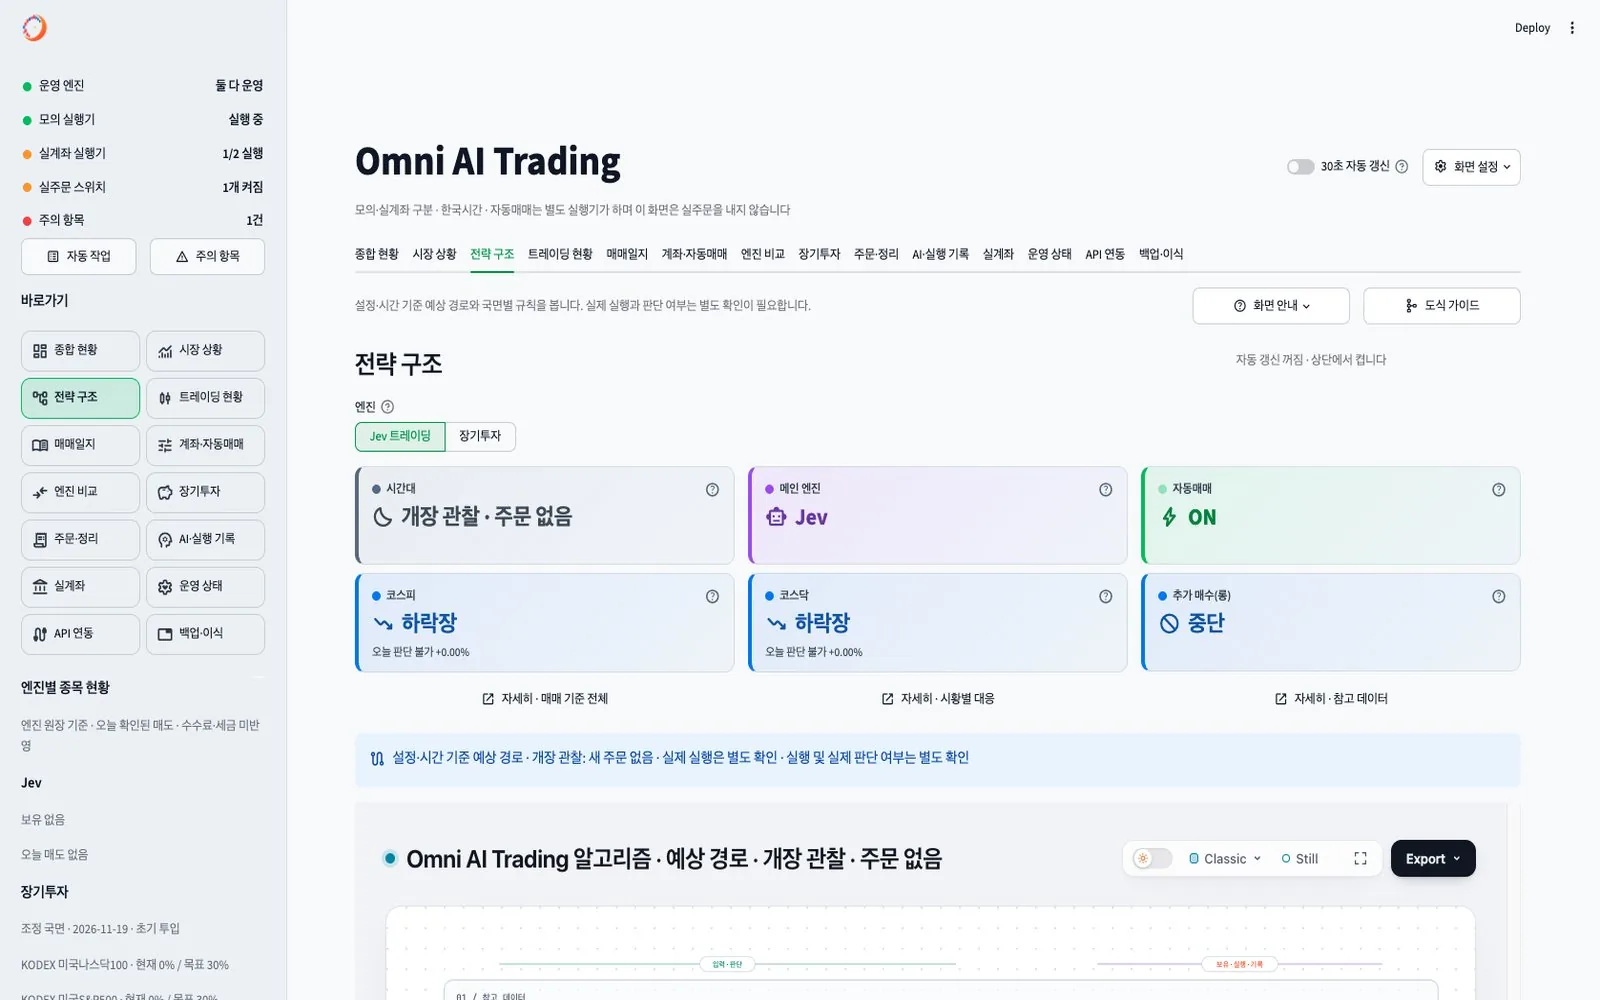 Deploy
운영 엔진 둘 다 운영
모의 실행기 실행 중
실계좌 실행기 1/2 실행
실주문 스위치 1개 켜짐
주의 항목 1건
자동 작업 주의 항목
바로가기
종합 현황 시장 상황
전략 구조 트레이딩 현황
매매일지 계좌·자동매매
엔진 비교 장기투자
주문·정리 AI·실행 기록
실계좌 운영 상태
API 연동 백업·이식
엔진별 종목 현황
엔진 원장 기준 · 오늘 확인된 매도 · 수수료·세금 미반
영
Jev
보유 없음
오늘 매도 없음
장기투자
조정 국면 · 2026-11-19 · 초기 투입
KODEX 미국나스닥100 · 현재 0% / 목표 30%
KODEX 미국S&P500 · 현재 0% / 목표 30%
Omni AI Trading
30초 자동 갱신 화면 설정
모의·실계좌 구분 · 한국시간 · 자동매매는 별도 실행기가 하며 이 화면은 실주문을 내지 않습니다
종합 현황 시장 상황 전략 구조 트레이딩 현황 매매일지 계좌·자동매매 엔진 비교 장기투자 주문·정리 AI·실행 기록 실계좌 운영 상태 API 연동 백업·이식
설정·시간 기준 예상 경로와 국면별 규칙을 봅니다. 실제 실행과 판단 여부는 별도 확인이 필요합니다.
화면 안내 도식 가이드
전략 구조
자동 갱신 꺼짐 · 상단에서 켭니다
엔진
Jev 트레이딩 장기투자
시간대
개장 관찰 · 주문 없음
메인 엔진
Jev
자동매매
ON
코스피
하락장
오늘 판단 불가 +0.00%
코스닥
하락장
오늘 판단 불가 +0.00%
추가 매수(롱)
중단
자세히 · 매매 기준 전체
자세히 · 시황별 대응
자세히 · 참고 데이터
설정·시간 기준 예상 경로 · 개장 관찰: 새 주문 없음 · 실제 실행은 별도 확인 · 실행 및 실제 판단 여부는 별도 확인
Omni AI Trading 알고리즘 · 예상 경로 · 개장 관찰 · 주문 없음
Classic Still Export
입력·판단
보유·실행·기록
01 / 참고 데이터